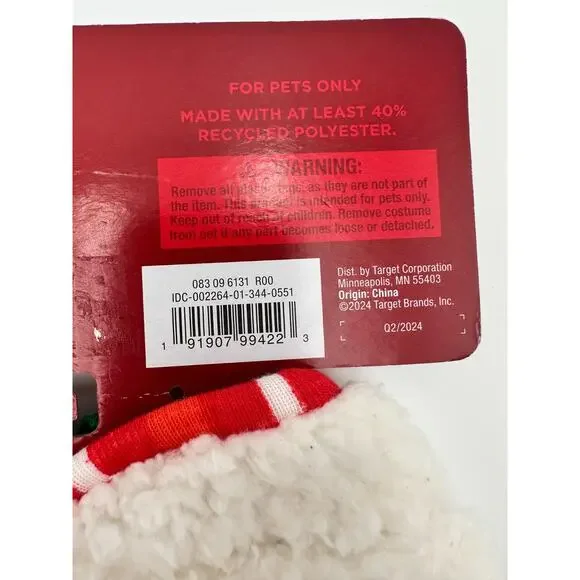 FOR PETS ONLY
MADE WITH AT LEAST 40%
RECYCLED POLYESTER.
WARNING:
Remove all plastic tags, as they are not part of
the item. This product is intended for pets only.
Keep out of reach of children. Remove costume
from pet if any part becomes loose or detached.
083 09 6131 R00
IDC-002264-01-344-0551
1 91907 99422 3
Dist. by Target Corporation
Minneapolis, MN 55403
Origin: China
©2024 Target Brands, Inc.
Q2/2024